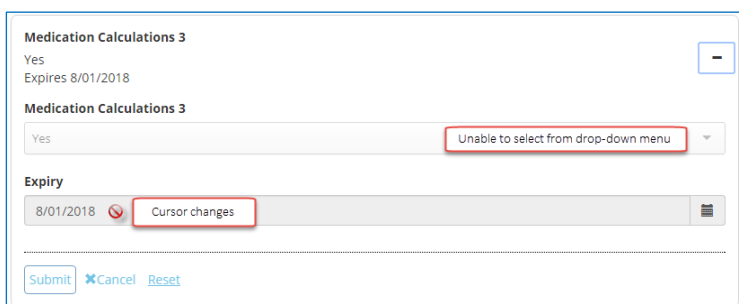 Medication Calculations 3
Yes
Expires 8/01/2018
Medication Calculations 3
Yes Unable to select from drop-down menu
Expiry
8/01/2018 Cursor changes
Submit ✖Cancel Reset